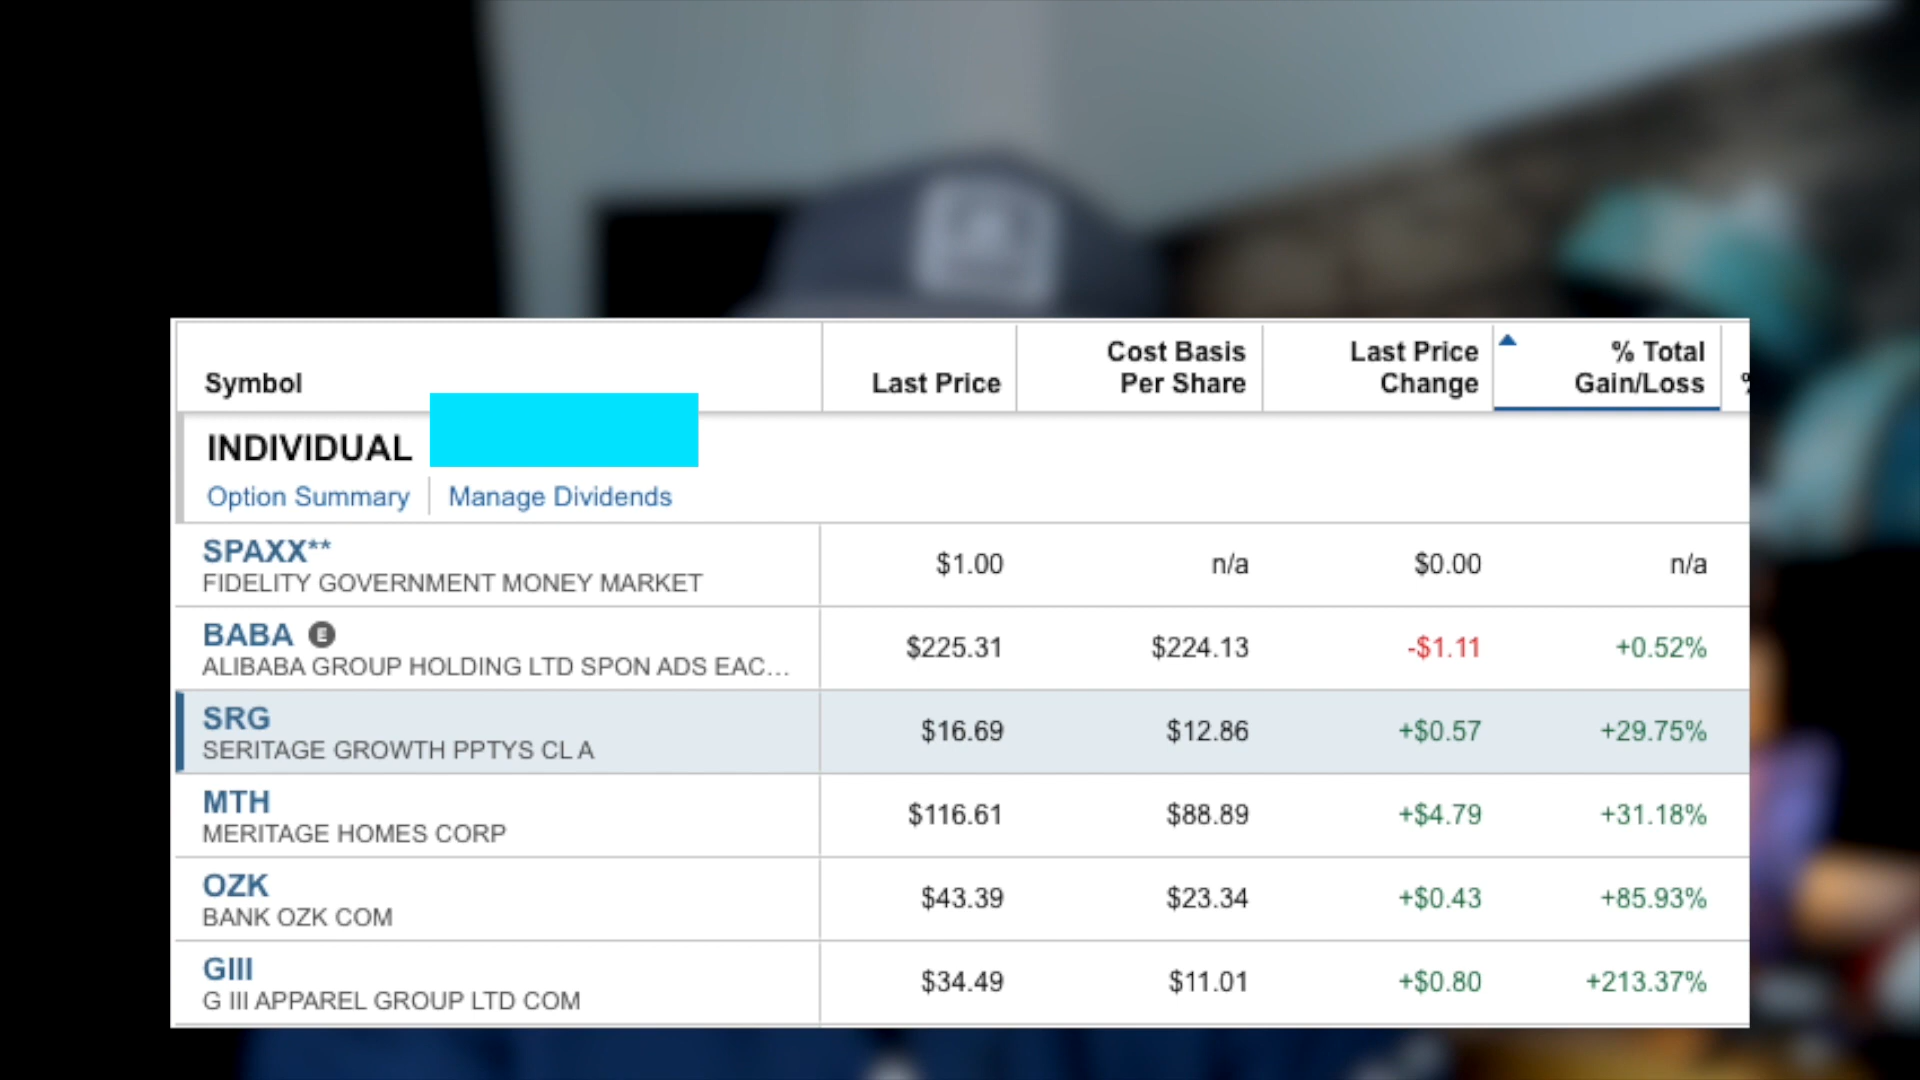 Symbol
Last Price
Cost Basis
Per Share
Last Price
Change
% Total
Gain/Loss
INDIVIDUAL
Option Summary
Manage Dividends
SPAXX**
FIDELITY GOVERNMENT MONEY MARKET
$1.00
n/a
$0.00
n/a
BABA E
ALIBABA GROUP HOLDING LTD SPON ADS EAC...
$225.31
$224.13
-$1.11
+0.52%
SRG
SERITAGE GROWTH PPTYS CL A
$16.69
$12.86
+$0.57
+29.75%
MTH
MERITAGE HOMES CORP
$116.61
$88.89
+$4.79
+31.18%
OZK
BANK OZK COM
$43.39
$23.34
+$0.43
+85.93%
GIII
G III APPAREL GROUP LTD COM
$34.49
$11.01
+$0.80
+213.37%